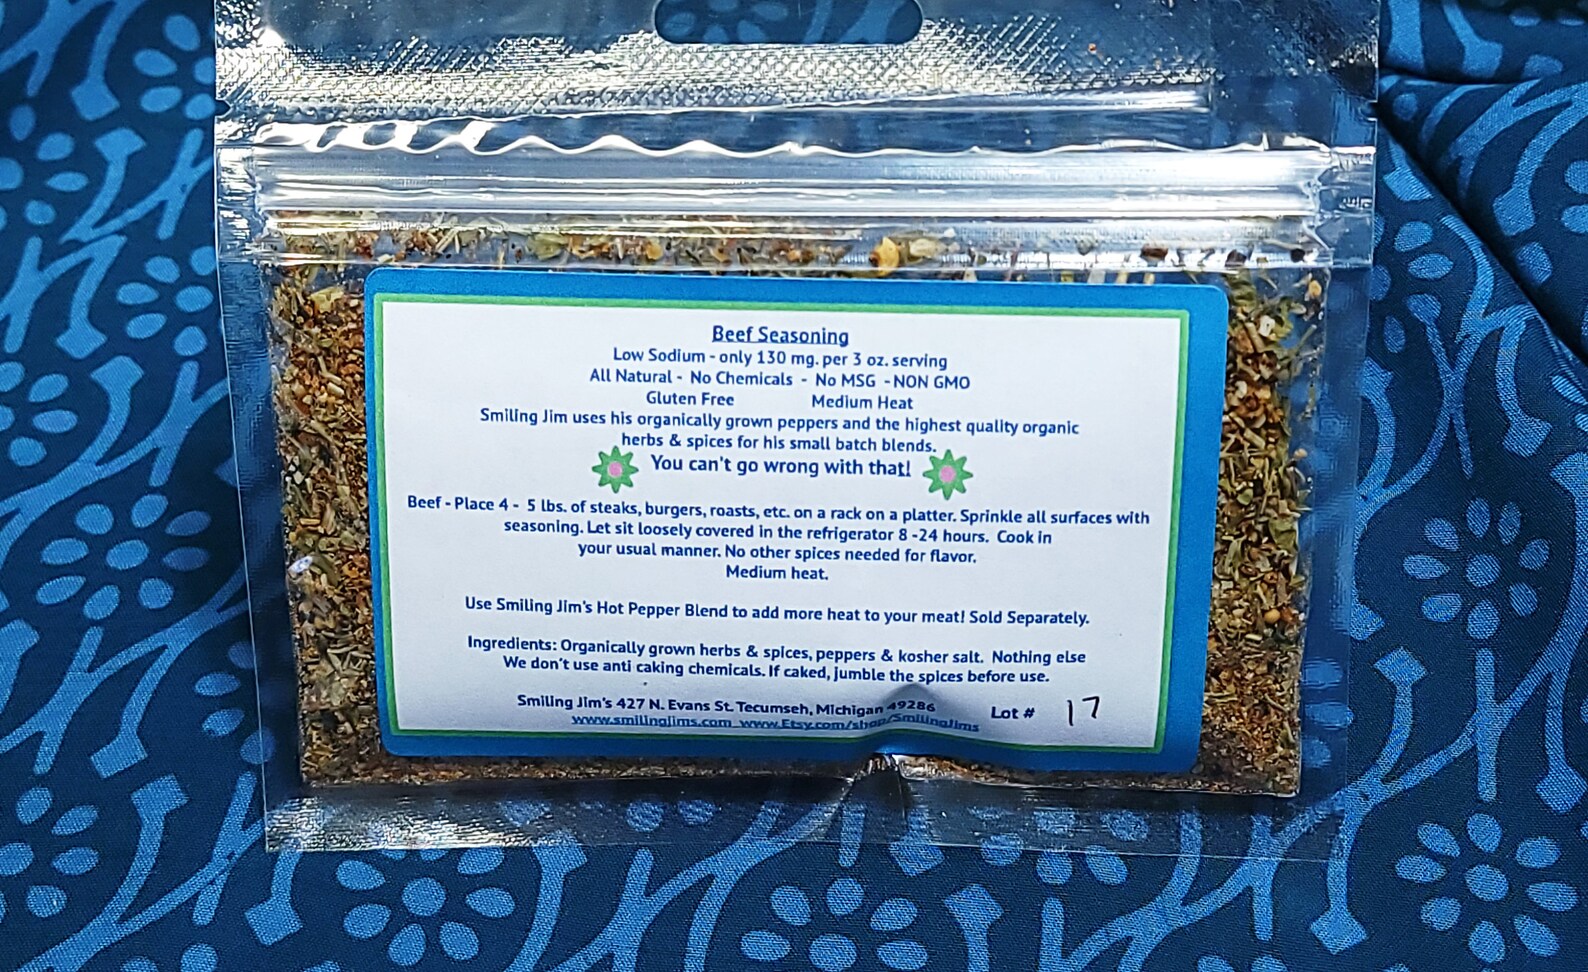 Beef Seasoning
Low Sodium - only 130 mg. per 3 oz. serving
All Natural - No Chemicals - No MSG - NON GMO
Gluten Free Medium Heat
Smiling Jim uses his organically grown peppers and the highest quality organic
herbs & spices for his small batch blends.
You can't go wrong with that!
Beef - Place 4 - 5 lbs. of steaks, burgers, roasts, etc. on a rack on a platter. Sprinkle all surfaces with
seasoning. Let sit loosely covered in the refrigerator 8 -24 hours. Cook in
your usual manner. No other spices needed for flavor.
Medium heat.
Use Smiling Jim's Hot Pepper Blend to add more heat to your meat! Sold Separately.
Ingredients: Organically grown herbs & spices, peppers & kosher salt. Nothing else
We don't use anti caking chemicals. If caked, jumble the spices before use.
Smiling Jim's 427 N. Evans St. Tecumseh, Michigan 49286
www.smilingjims.com www.Etsy.com/shop/SmilingJims
Lot # 17